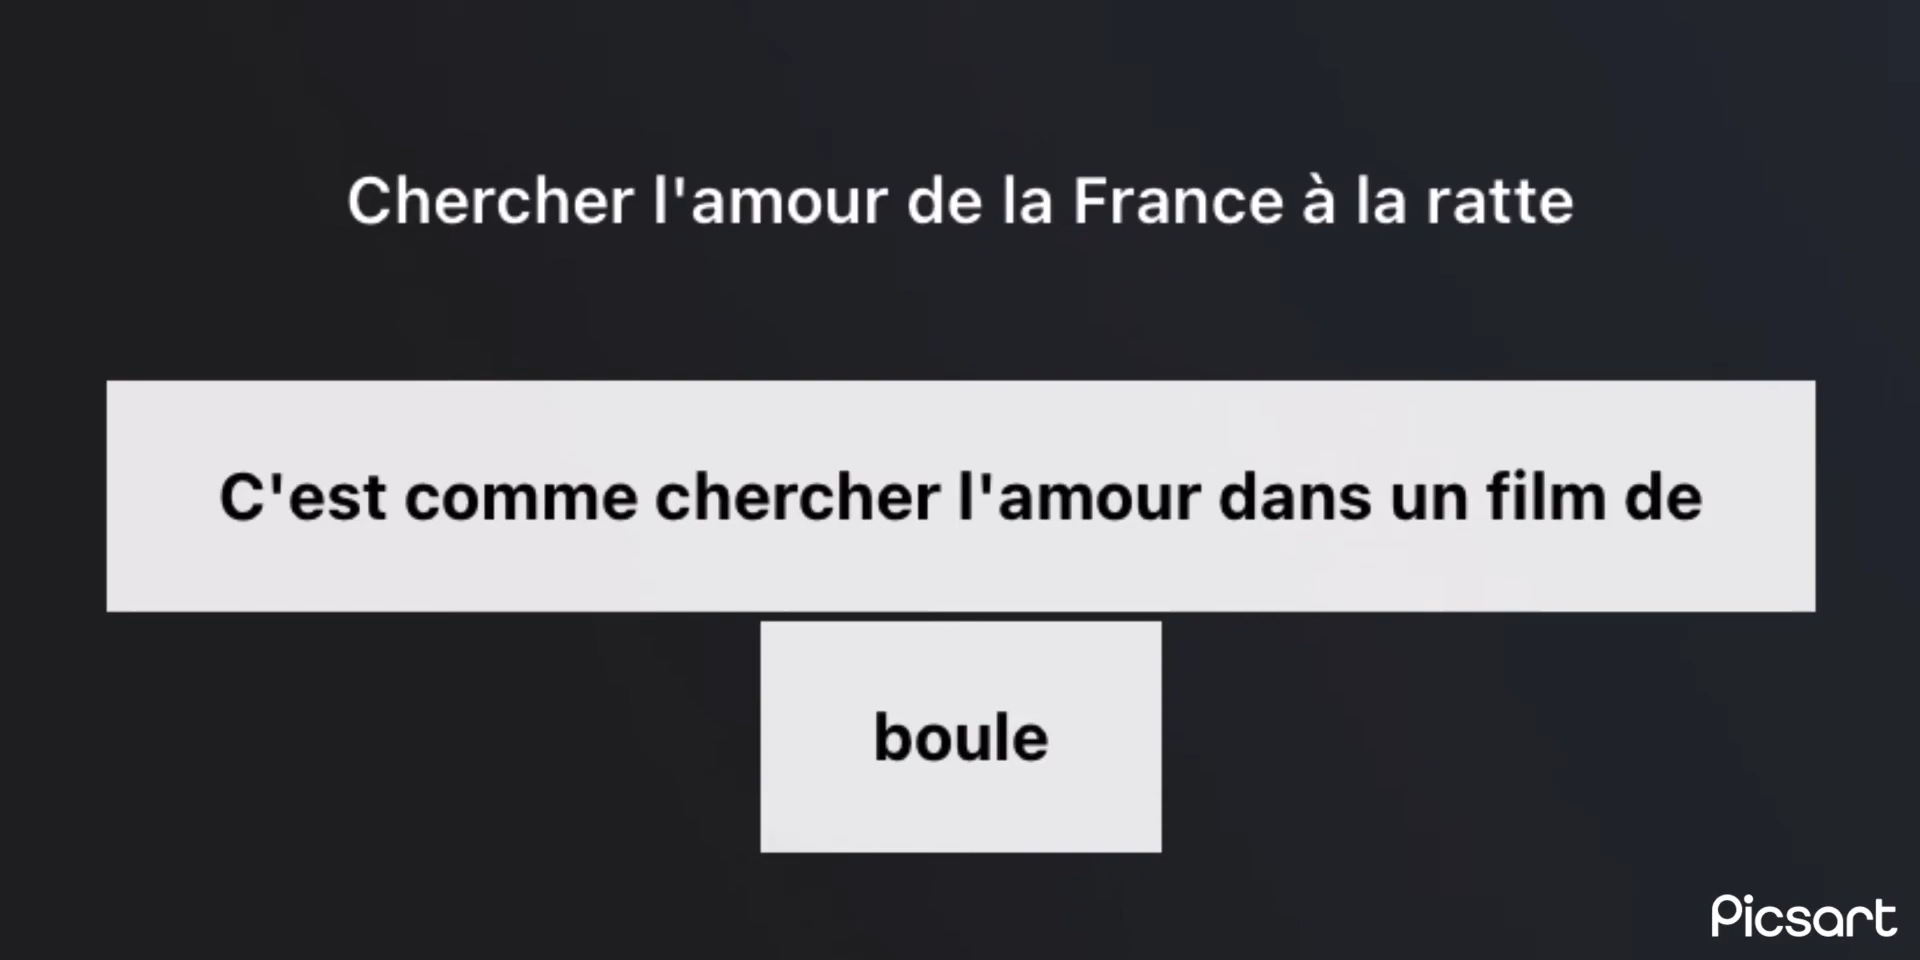 Chercher l'amour de la France à la ratte
C'est comme chercher l'amour dans un film de
boule
Picsart